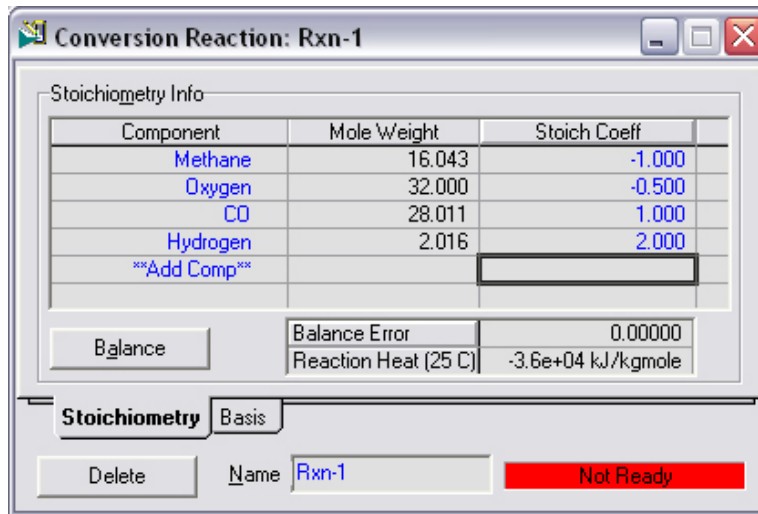 Conversion Reaction: Rxn-1
Stoichiometry Info
Component Mole Weight Stoich Coeff
Methane 16.043 -1.000
Oxygen 32.000 -0.500
CO 28.011 1.000
Hydrogen 2.016 2.000
**Add Comp**
Balance
Balance Error 0.00000
Reaction Heat (25 C) -3.6e+04 kJ/kgmole
Stoichiometry Basis
Delete Name Rxn-1 Not Ready